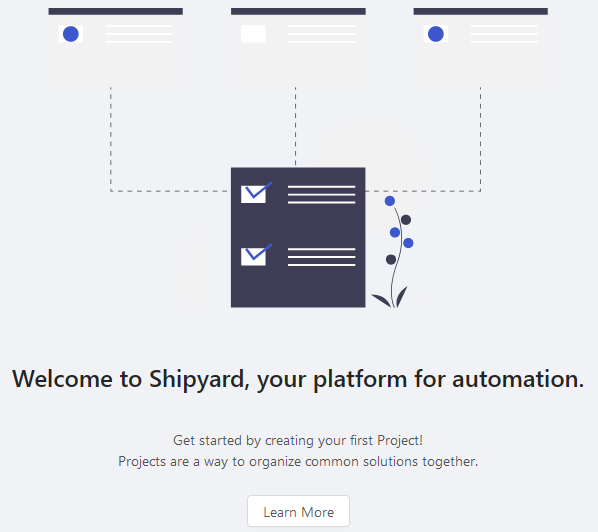 Welcome to Shipyard, your platform for automation.
Get started by creating your first Project!
Projects are a way to organize common solutions together.
Learn More